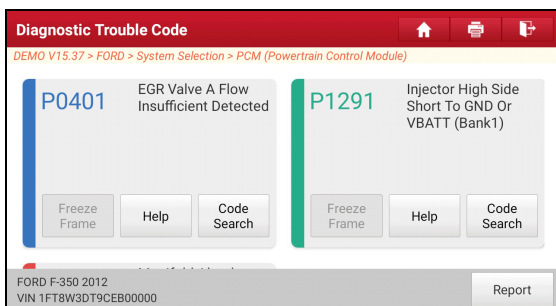 Diagnostic Trouble Code
DEMO V15.37 > FORD > System Selection > PCM (Powertrain Control Module)
P0401
EGR Valve A Flow
Insufficient Detected
Freeze
Frame
Help
Code
Search
P1291
Injector High Side
Short To GND Or
VBATT (Bank1)
Freeze
Frame
Help
Code
Search
FORD F-350 2012
VIN 1FT8W3DT9CEB00000
Report